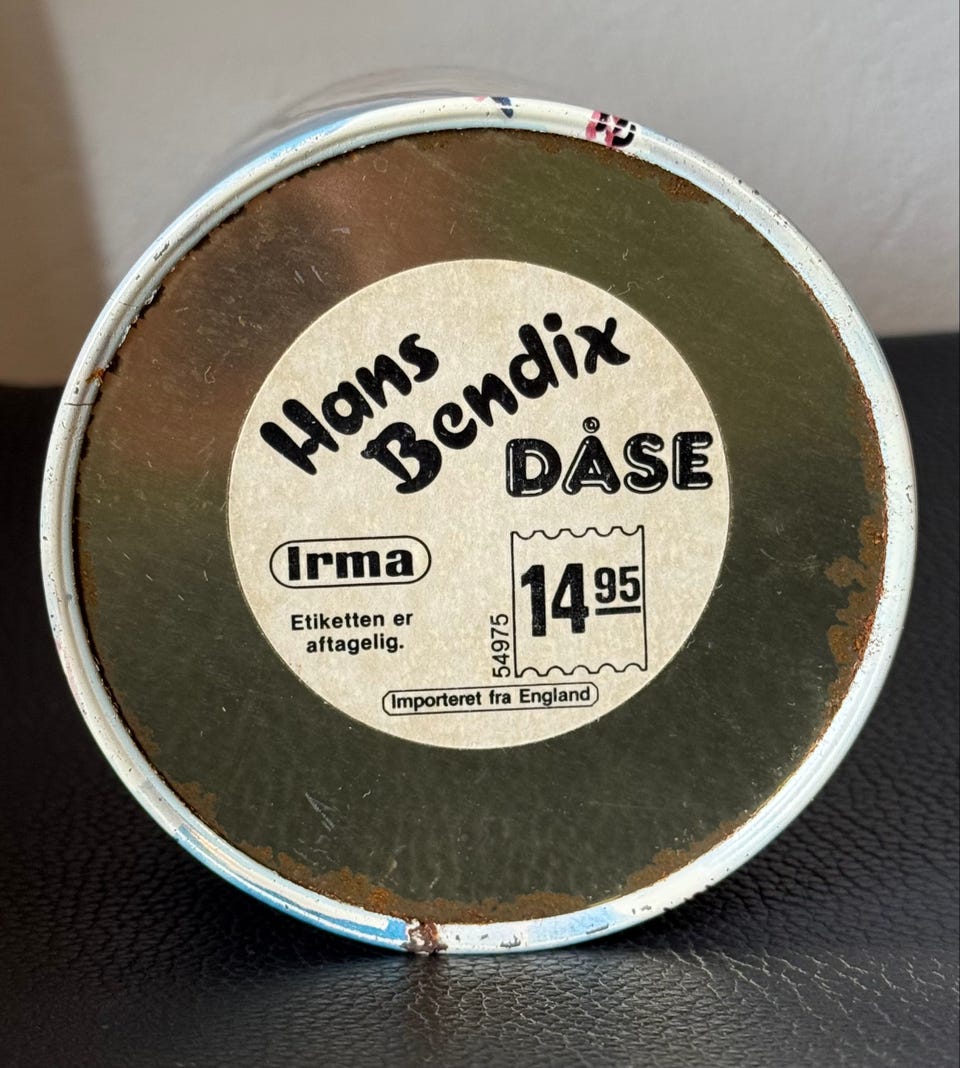 Hans
Bendix
DÅSE
Irma
Etiketten er
aftagelig.
54975
14 95
Importeret fra England